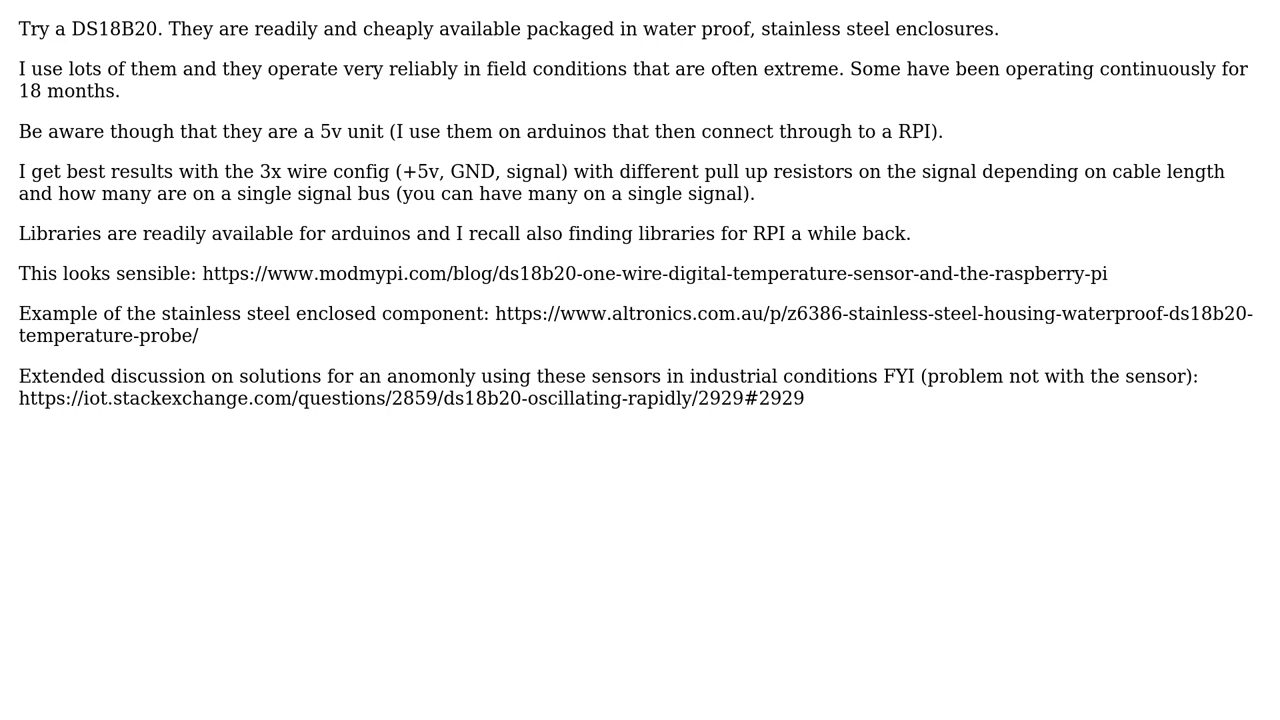 Try a DS18B20. They are readily and cheaply available packaged in water proof, stainless steel enclosures.
I use lots of them and they operate very reliably in field conditions that are often extreme. Some have been operating continuously for
18 months.
Be aware though that they are a 5v unit (I use them on arduinos that then connect through to a RPI).
I get best results with the 3x wire config (+5v, GND, signal) with different pull up resistors on the signal depending on cable length
and how many are on a single signal bus (you can have many on a single signal).
Libraries are readily available for arduinos and I recall also finding libraries for RPI a while back.
This looks sensible: https://www.modmypi.com/blog/ds18b20-one-wire-digital-temperature-sensor-and-the-raspberry-pi
Example of the stainless steel enclosed component: https://www.altronics.com.au/p/z6386-stainless-steel-housing-waterproof-ds18b20-
temperature-probe/
Extended discussion on solutions for an anomonly using these sensors in industrial conditions FYI (problem not with the sensor):
https://iot.stackexchange.com/questions/2859/ds18b20-oscillating-rapidly/2929#2929